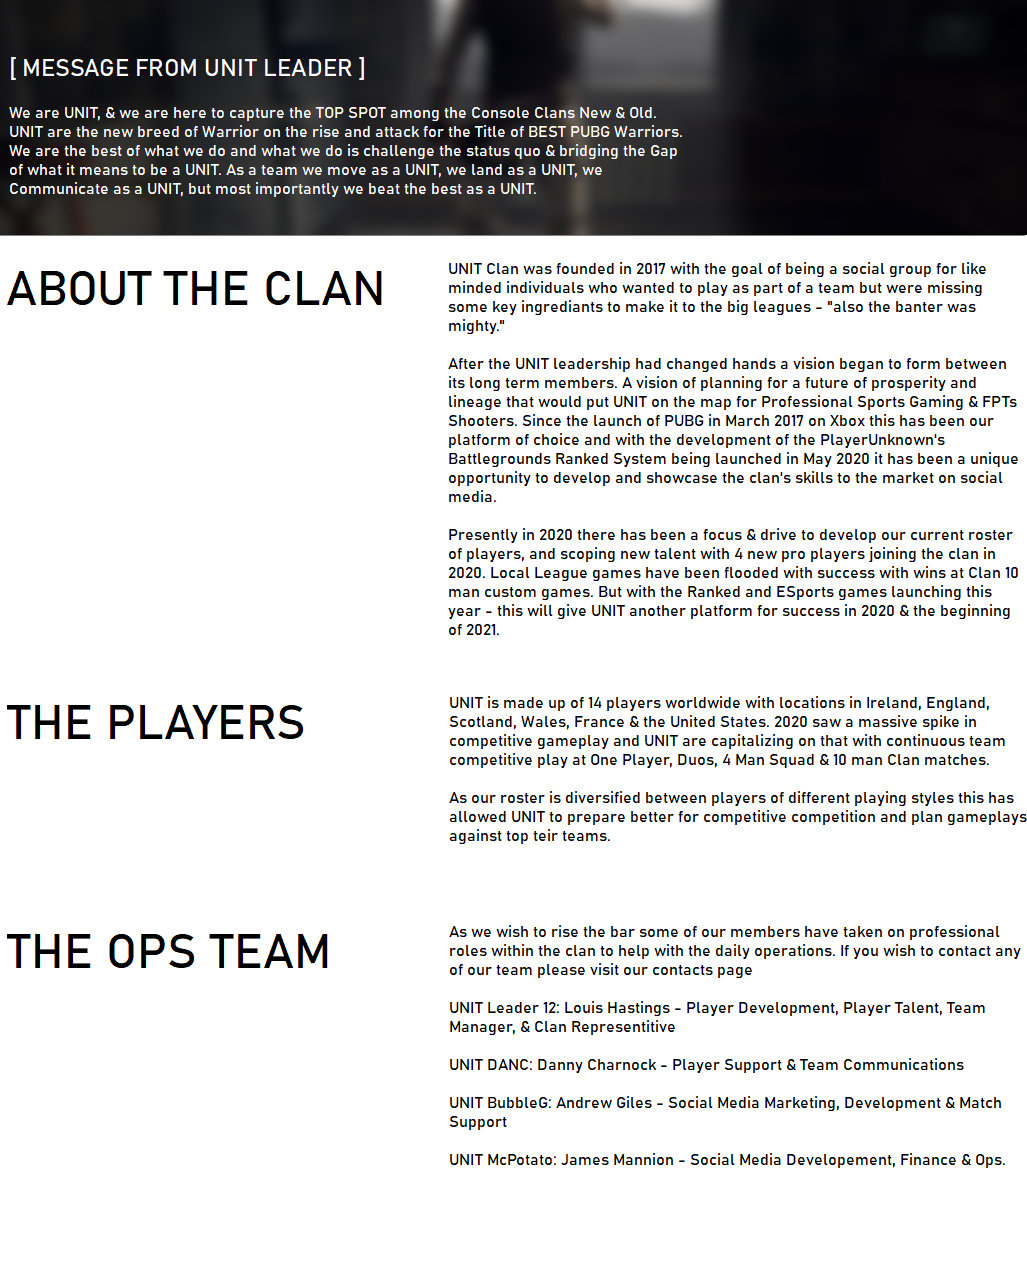 [ MESSAGE FROM UNIT LEADER ]
We are UNIT, & we are here to capture the TOP SPOT among the Console Clans New & Old.
UNIT are the new breed of Warrior on the rise and attack for the Title of BEST PUBG Warriors.
We are the best of what we do and what we do is challenge the status quo & bridging the Gap
of what it means to be a UNIT. As a team we move as a UNIT, we land as a UNIT, we
Communicate as a UNIT, but most importantly we beat the best as a UNIT.
ABOUT THE CLAN
UNIT Clan was founded in 2017 with the goal of being a social group for like
minded individuals who wanted to play as part of a team but were missing
some key ingrediants to make it to the big leagues - "also the banter was
mighty."
After the UNIT leadership had changed hands a vision began to form between
its long term members. A vision of planning for a future of prosperity and
lineage that would put UNIT on the map for Professional Sports Gaming & FPTs
Shooters. Since the launch of PUBG in March 2017 on Xbox this has been our
platform of choice and with the development of the PlayerUnknown's
Battlegrounds Ranked System being launched in May 2020 it has been a unique
opportunity to develop and showcase the clan's skills to the market on social
media.
Presently in 2020 there has been a focus & drive to develop our current roster
of players, and scoping new talent with 4 new pro players joining the clan in
2020. Local League games have been flooded with success with wins at Clan 10
man custom games. But with the Ranked and ESports games launching this
year - this will give UNIT another platform for success in 2020 & the beginning
of 2021.
THE PLAYERS
UNIT is made up of 14 players worldwide with locations in Ireland, England,
Scotland, Wales, France & the United States. 2020 saw a massive spike in
competitive gameplay and UNIT are capitalizing on that with continuous team
competitive play at One Player, Duos, 4 Man Squad & 10 man Clan matches.
As our roster is diversified between players of different playing styles this has
allowed UNIT to prepare better for competitive competition and plan gameplays
against top teir teams.
THE OPS TEAM
As we wish to rise the bar some of our members have taken on professional
roles within the clan to help with the daily operations. If you wish to contact any
of our team please visit our contacts page
UNIT Leader 12: Louis Hastings - Player Development, Player Talent, Team
Manager, & Clan Representitive
UNIT DANC: Danny Charnock - Player Support & Team Communications
UNIT BubbleG: Andrew Giles - Social Media Marketing, Development & Match
Support
UNIT McPotato: James Mannion - Social Media Developement, Finance & Ops.